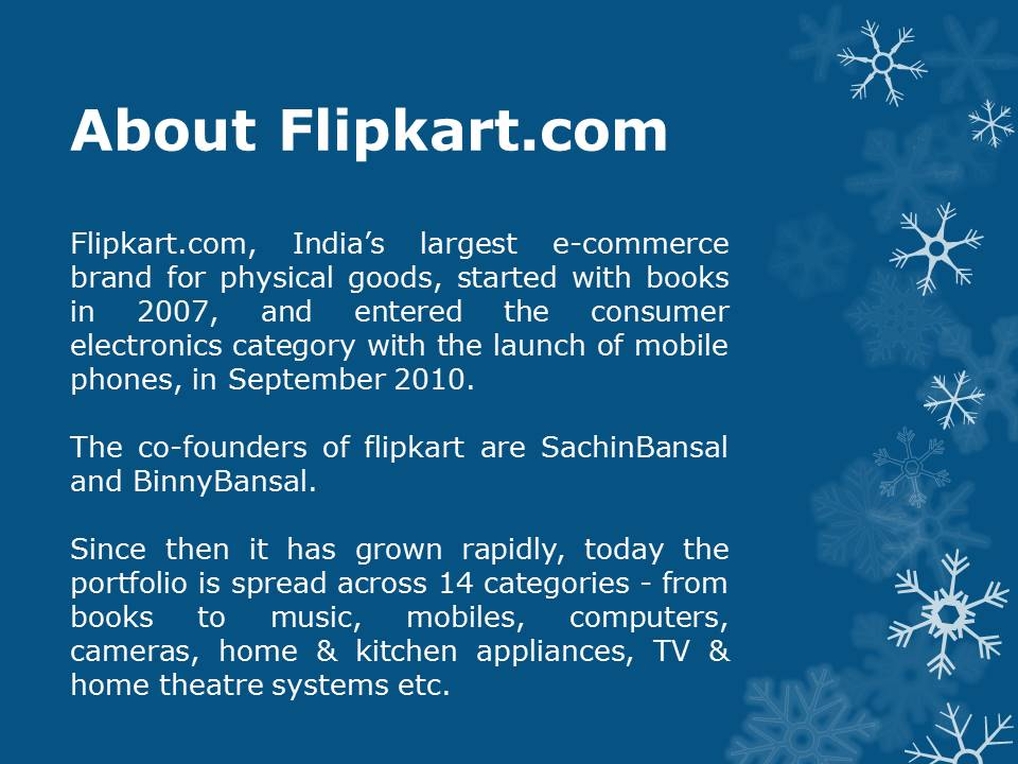 About Flipkart.com
Flipkart.com, India’s largest e-commerce
brand for physical goods, started with books
in 2007, and entered the consumer
electronics category with the launch of mobile
phones, in September 2010.
The co-founders of flipkart are SachinBansal
and BinnyBansal.
Since then it has grown rapidly, today the
portfolio is spread across 14 categories - from
books to music, mobiles, computers,
cameras, home & kitchen appliances, TV &
home theatre systems etc.